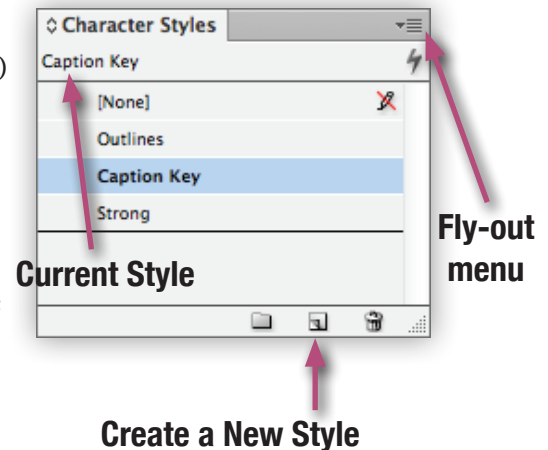 Character Styles
)
Caption Key
[None]
Outlines
Caption Key
Strong
Fly-out
menu
Current Style
Create a New Style